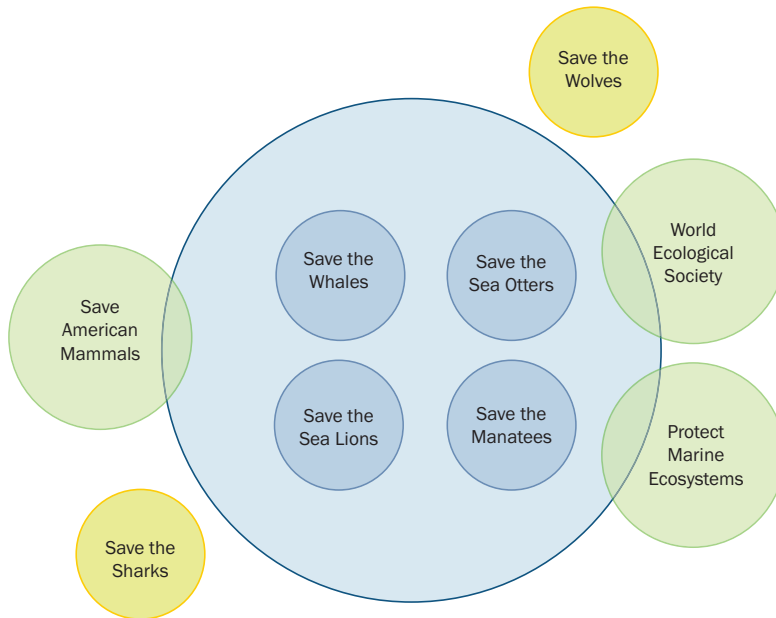 Save the
Wolves
World
Ecological
Society
Save the
Whales
Save the
Sea Otters
Save
American
Mammals
Save the
Sea Lions
Save the
Manatees
Protect
Marine
Ecosystems
Save the
Sharks